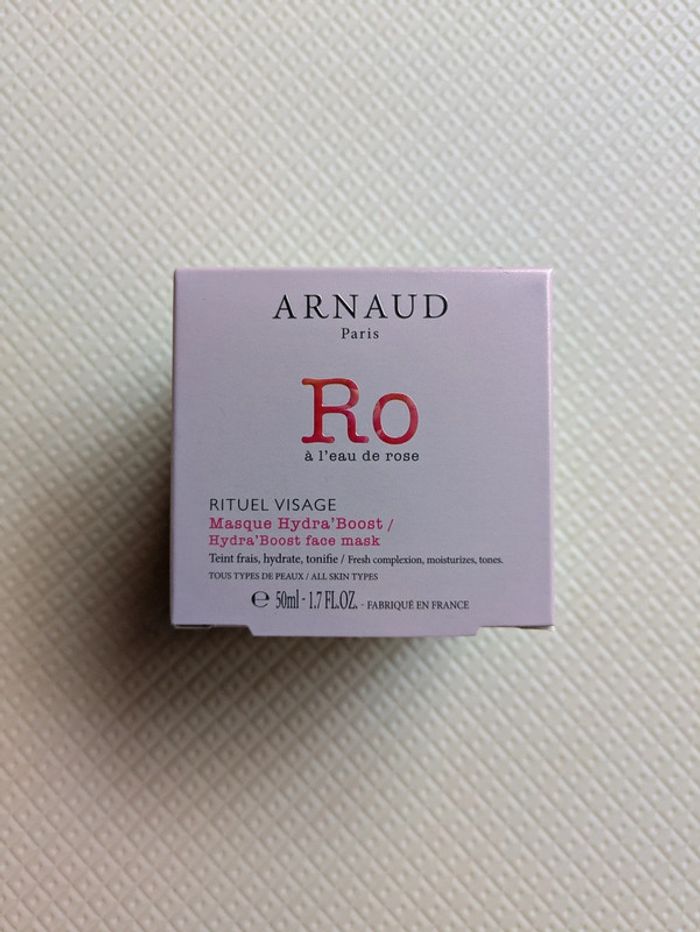 ARNAUD
Paris
Ro
à l'eau de rose
RITUEL VISAGE
Masque Hydra'Boost /
Hydra'Boost face mask
Teint frais, hydrate, tonifie / Fresh complexion, moisturizes, tones.
TOUS TYPES DE PEAUX / ALL SKIN TYPES
℮ 50ml - 1.7 FL.OZ. - FABRIQUÉ EN FRANCE